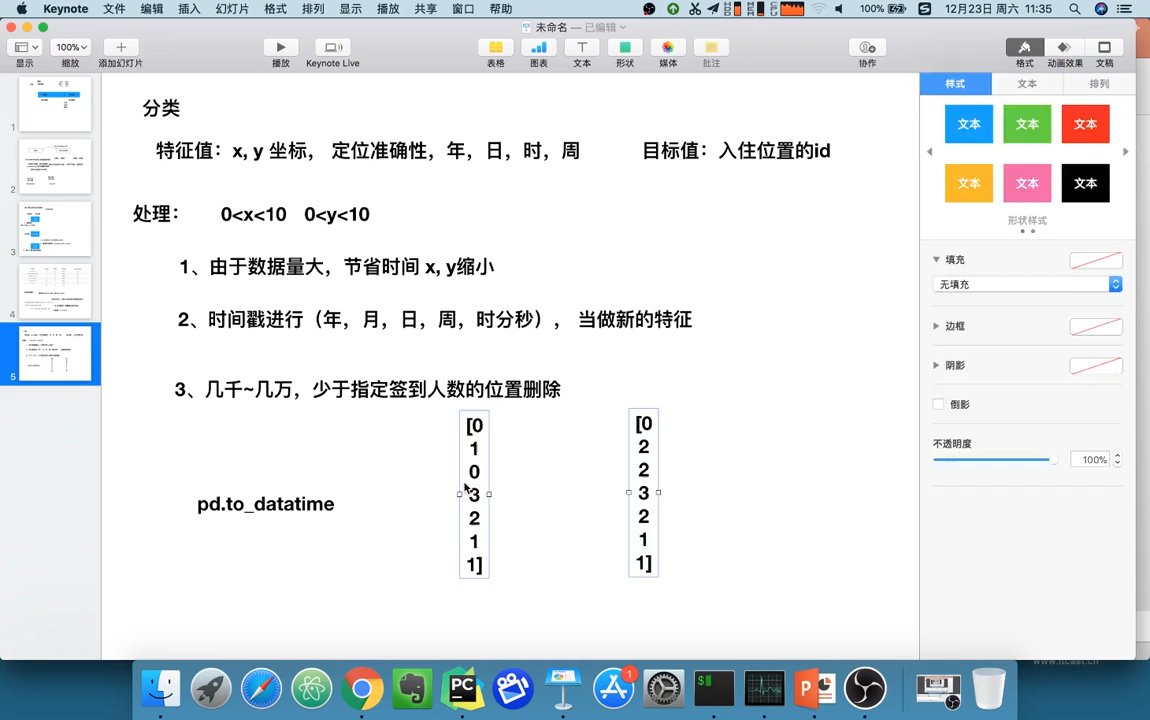 Keynote 文件 编辑 插入 幻灯片 格式 排列 显示 播放 共享 窗口 帮助 100% 12月23日 周六 11:35
未命名 — 已编辑
100%
显示 缩放 添加幻灯片 播放 Keynote Live 表格 图表 文本 形状 媒体 批注 协作 格式 动画效果 文稿
样式 文本 排列
分类
特征值：x, y 坐标， 定位准确性，年，日，时，周 目标值：入住位置的id
处理： 0<x<10 0<y<10
1、由于数据量大，节省时间 x, y缩小
2、时间戳进行（年，月，日，周，时分秒）， 当做新的特征
3、几千~几万，少于指定签到人数的位置删除
pd.to_datatime
[0
1
0
3
2
1
1]
[0
2
2
3
2
1
1]
1
2
3
4
5
文本 文本 文本
文本 文本 文本
形状样式
填充
无填充
边框
阴影
倒影
不透明度
100%
PC
1
$
P
www.itcast.cn